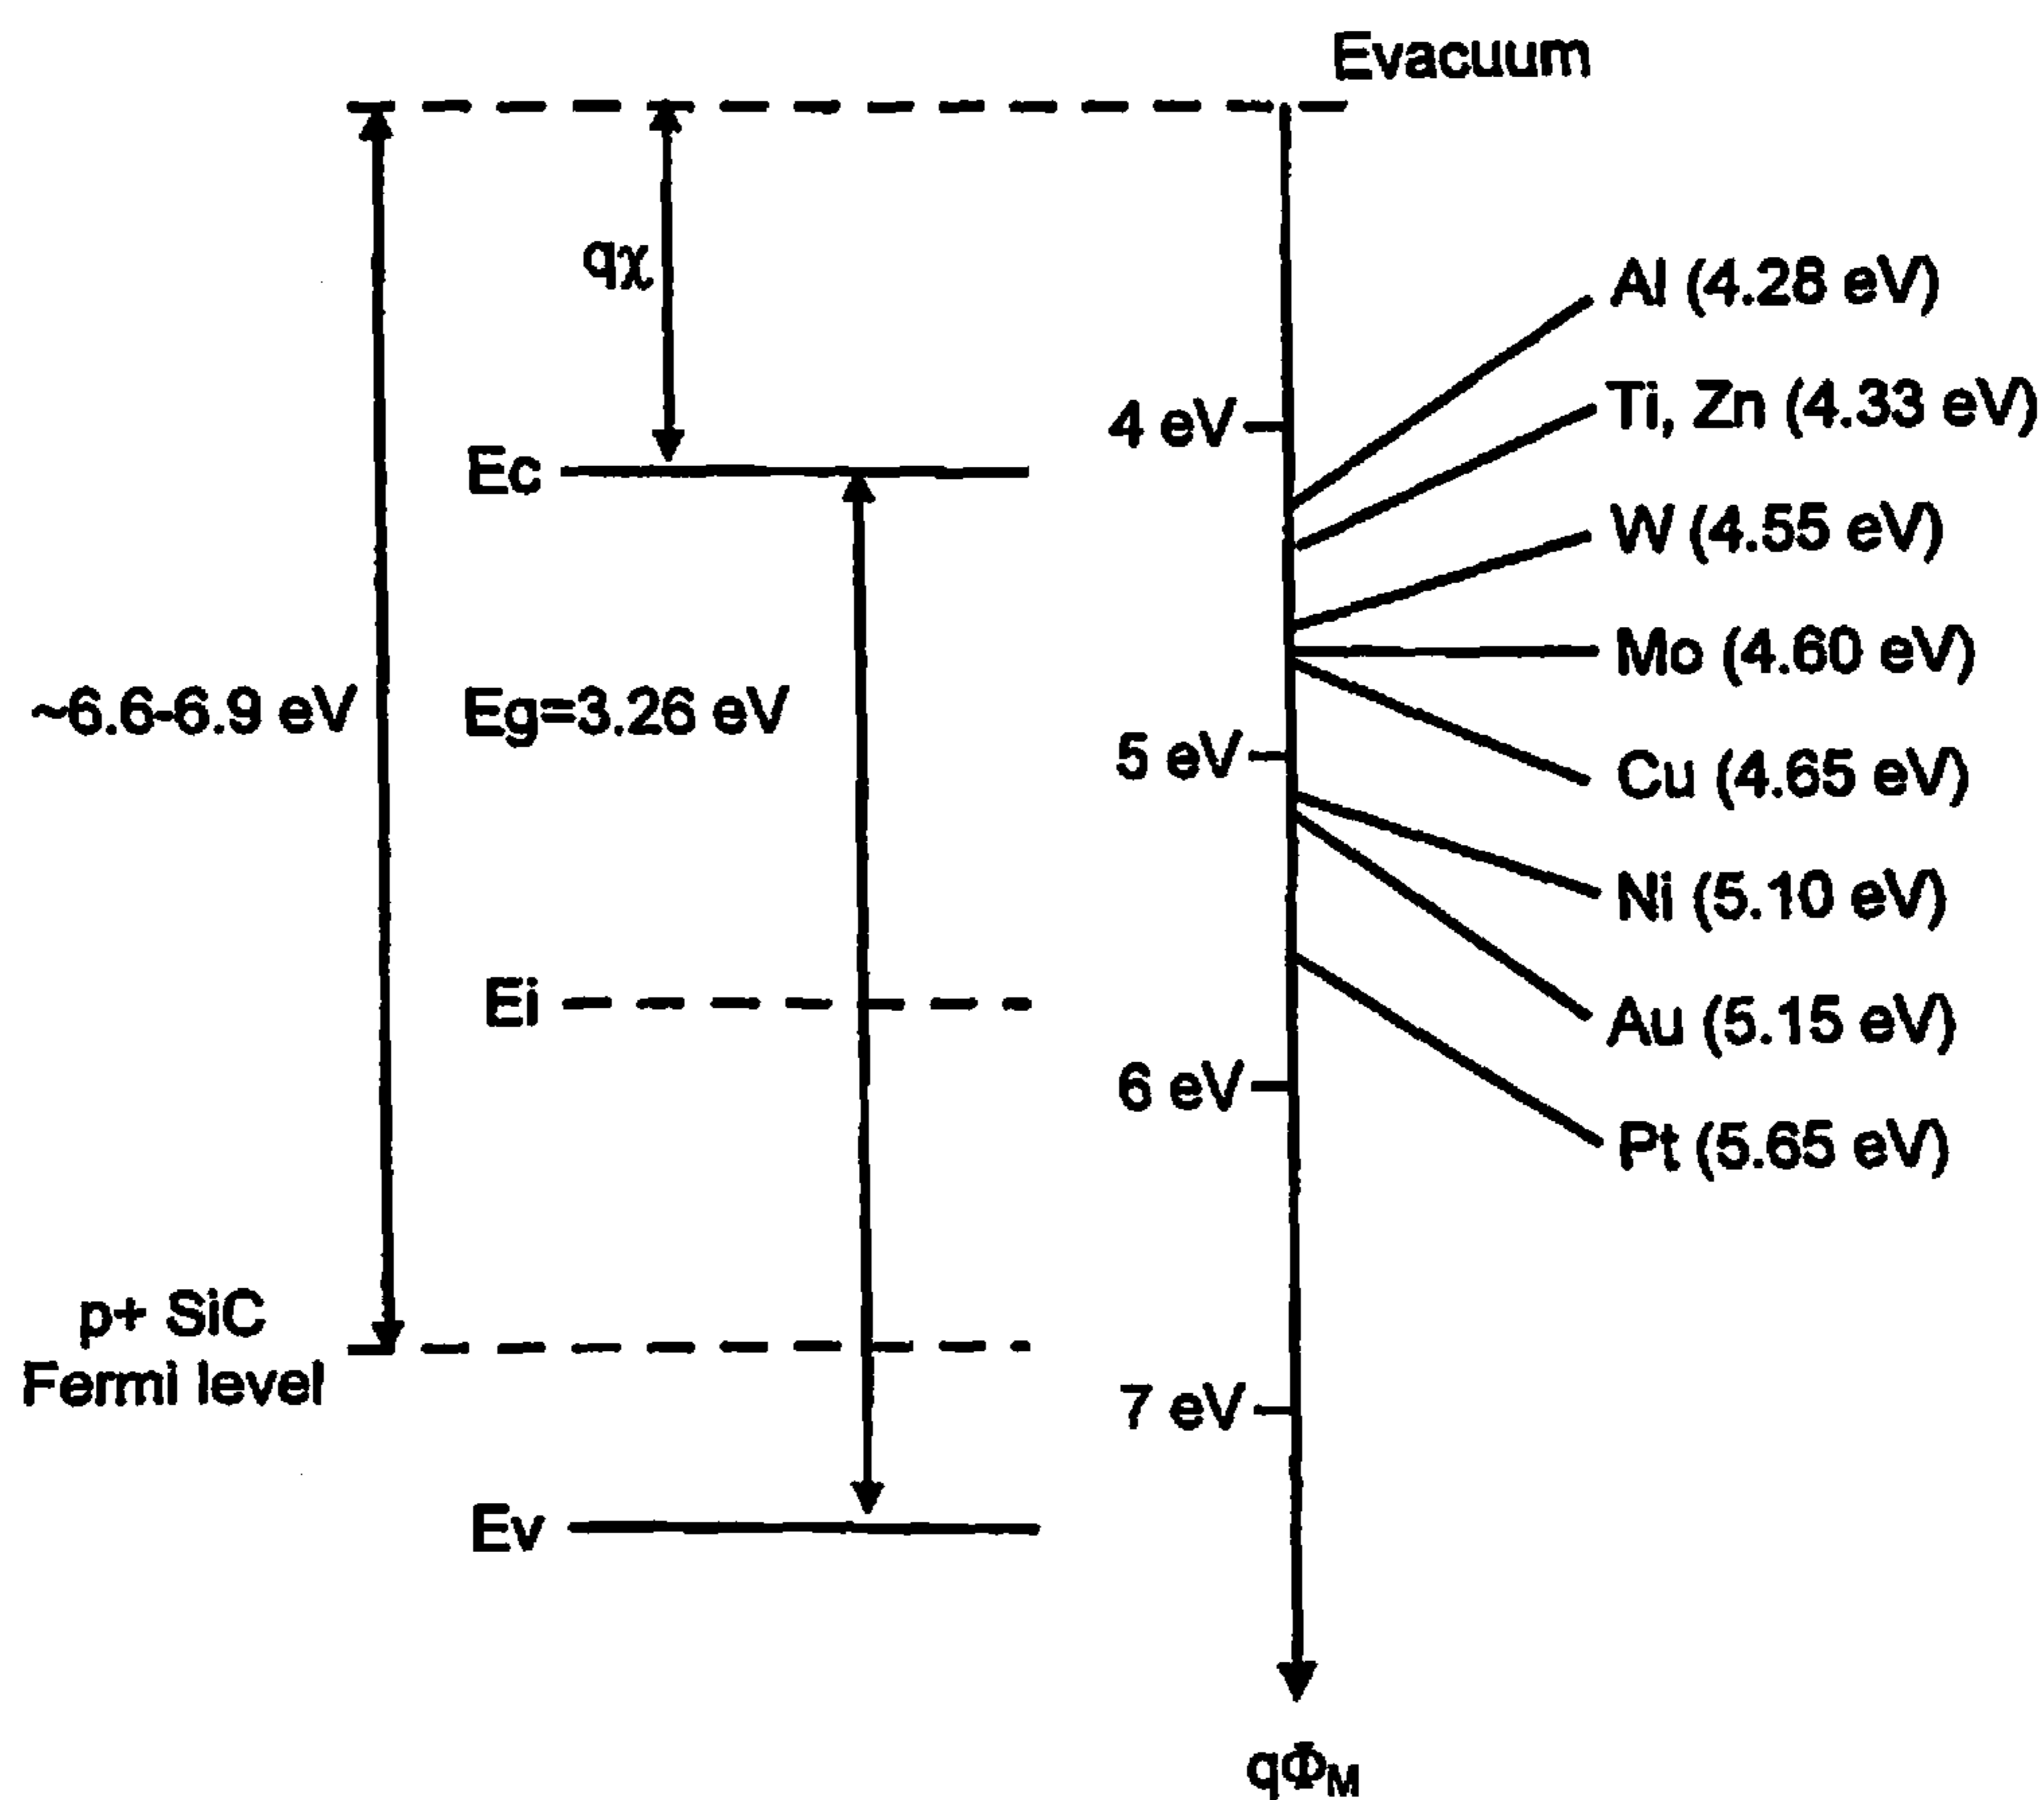 Evacuum
qχ
Al (4.28 eV)
Ti, Zn (4.33 eV)
4 eV
Ec
W (4.55 eV)
Mo (4.60 eV)
~6.6-6.9 eV
Eg=3.26 eV
5 eV
Cu (4.65 eV)
Ni (5.10 eV)
Ei
Au (5.15 eV)
6 eV
Pt (5.65 eV)
p+ SiC
Fermi level
7 eV
Ev
qΦM